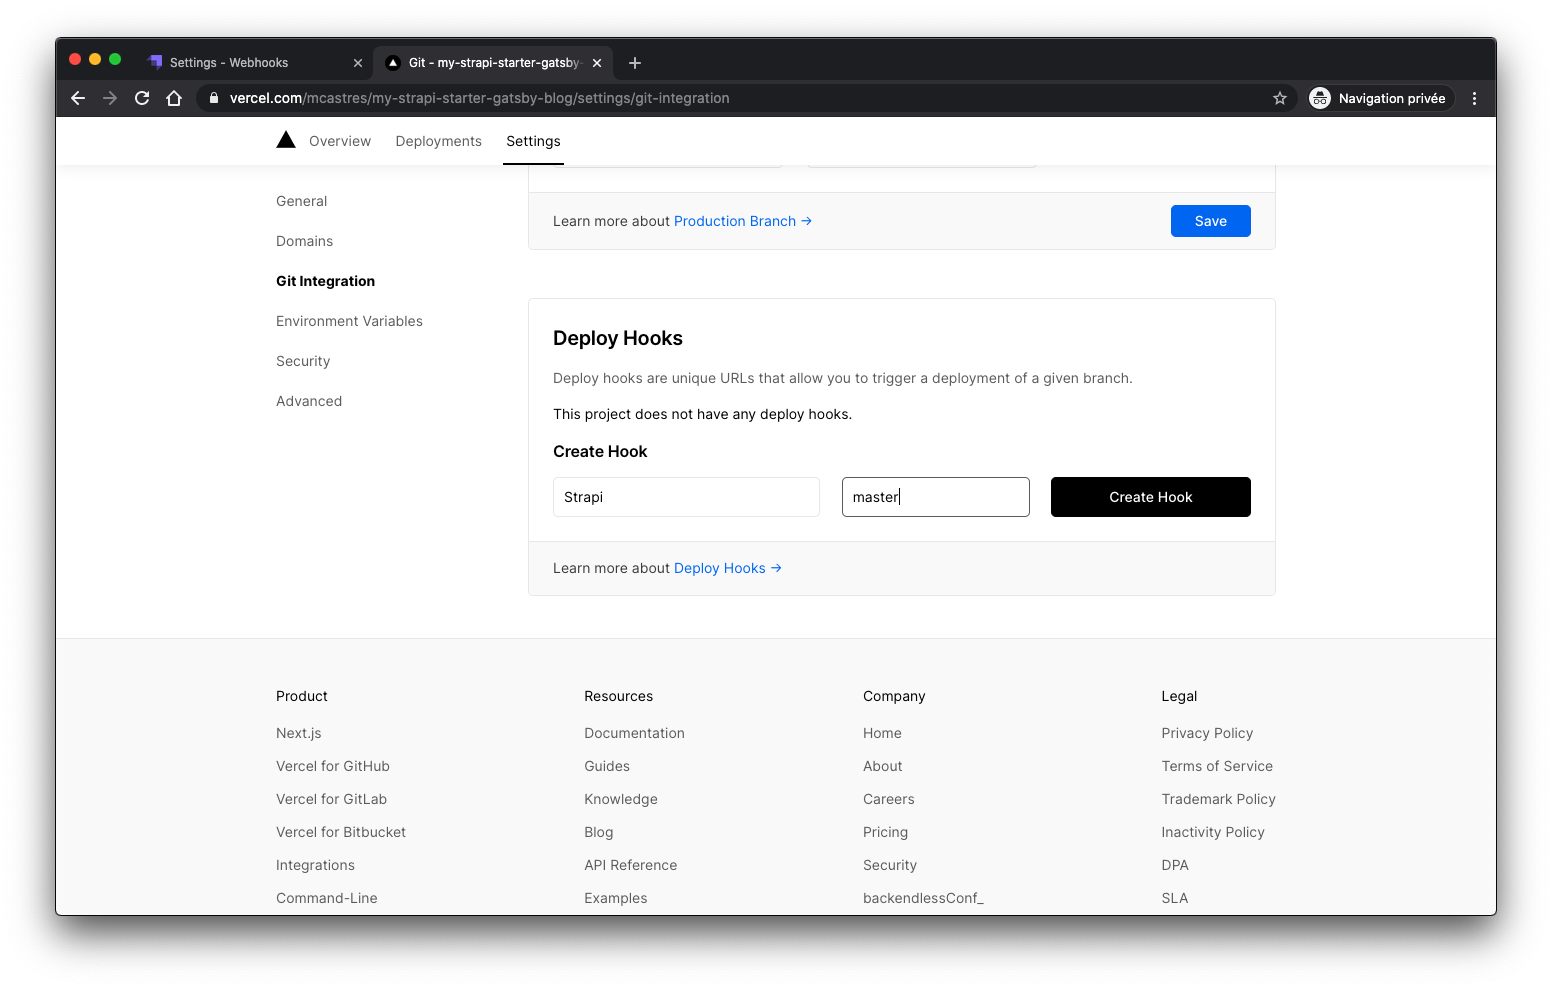 Settings - Webhooks
Git - my-strapi-starter-gatsby-
vercel.com/mcastres/my-strapi-starter-gatsby-blog/settings/git-integration
Navigation privée
Overview
Deployments
Settings
General
Domains
Git Integration
Environment Variables
Security
Advanced
Learn more about Production Branch →
Save
Deploy Hooks
Deploy hooks are unique URLs that allow you to trigger a deployment of a given branch.
This project does not have any deploy hooks.
Create Hook
Strapi
master
Create Hook
Learn more about Deploy Hooks →
Product
Next.js
Vercel for GitHub
Vercel for GitLab
Vercel for Bitbucket
Integrations
Command-Line
Resources
Documentation
Guides
Knowledge
Blog
API Reference
Examples
Company
Home
About
Careers
Pricing
Security
backendlessConf_
Legal
Privacy Policy
Terms of Service
Trademark Policy
Inactivity Policy
DPA
SLA